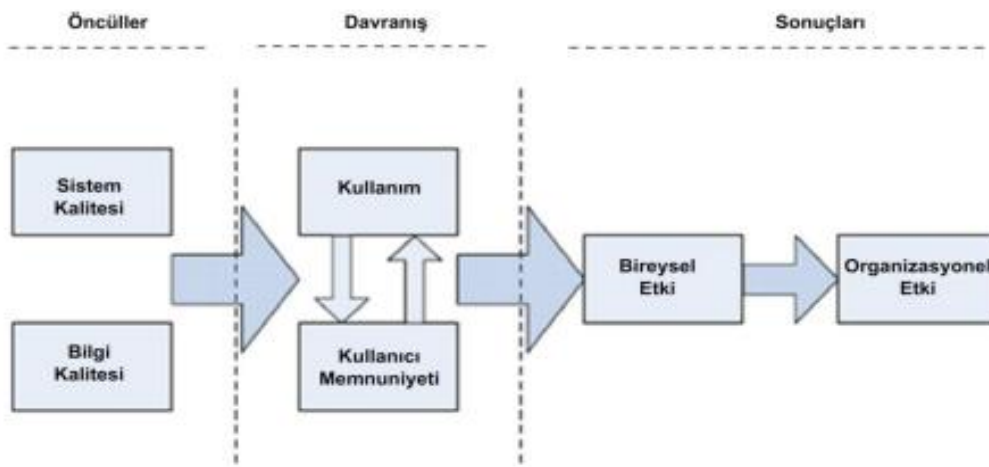 Öncüller
Davranış
Sonuçları
Sistem
Kalitesi
Bilgi
Kalitesi
Kullanım
Kullanıcı
Memnuniyeti
Bireysel
Etki
Organizasyonel
Etki